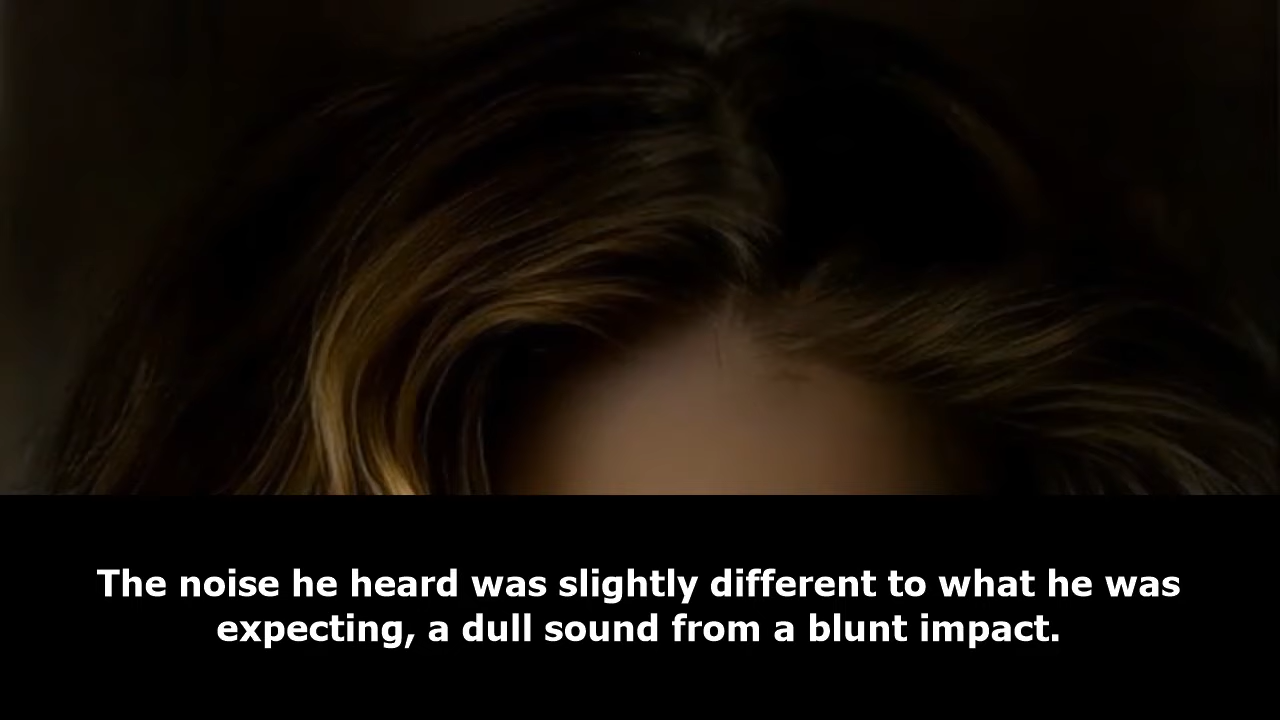 The noise he heard was slightly different to what he was
expecting, a dull sound from a blunt impact.